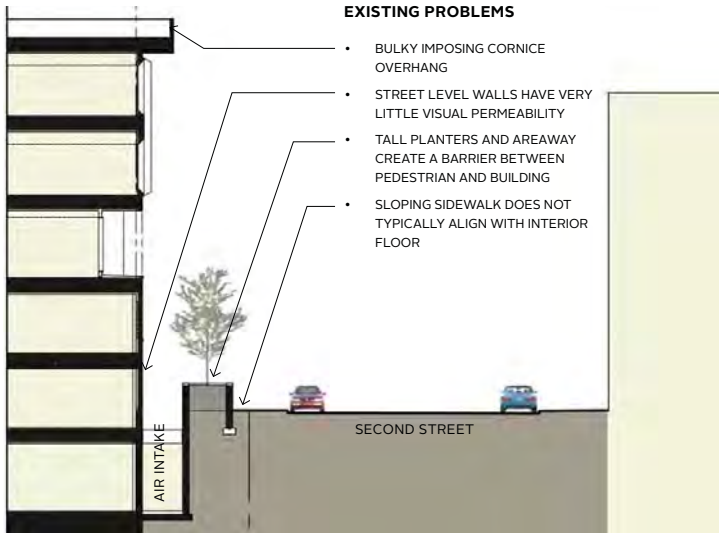 EXISTING PROBLEMS
• BULKY IMPOSING CORNICE
OVERHANG
• STREET LEVEL WALLS HAVE VERY
LITTLE VISUAL PERMEABILITY
• TALL PLANTERS AND AREAWAY
CREATE A BARRIER BETWEEN
PEDESTRIAN AND BUILDING
• SLOPING SIDEWALK DOES NOT
TYPICALLY ALIGN WITH INTERIOR
FLOOR
SECOND STREET
AIR INTAKE